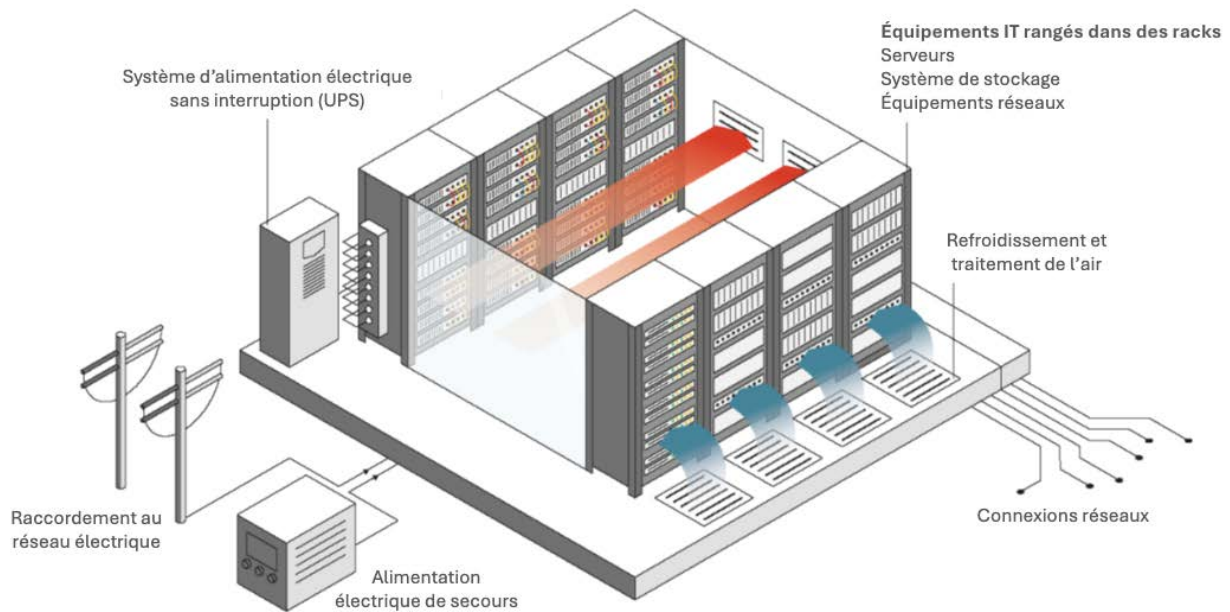 Équipements IT rangés dans des racks
Serveurs
Système de stockage
Équipements réseaux
Système d'alimentation électrique
sans interruption (UPS)
Refroidissement et
traitement de l'air
Raccordement au
réseau électrique
Connexions réseaux
Alimentation
électrique de secours